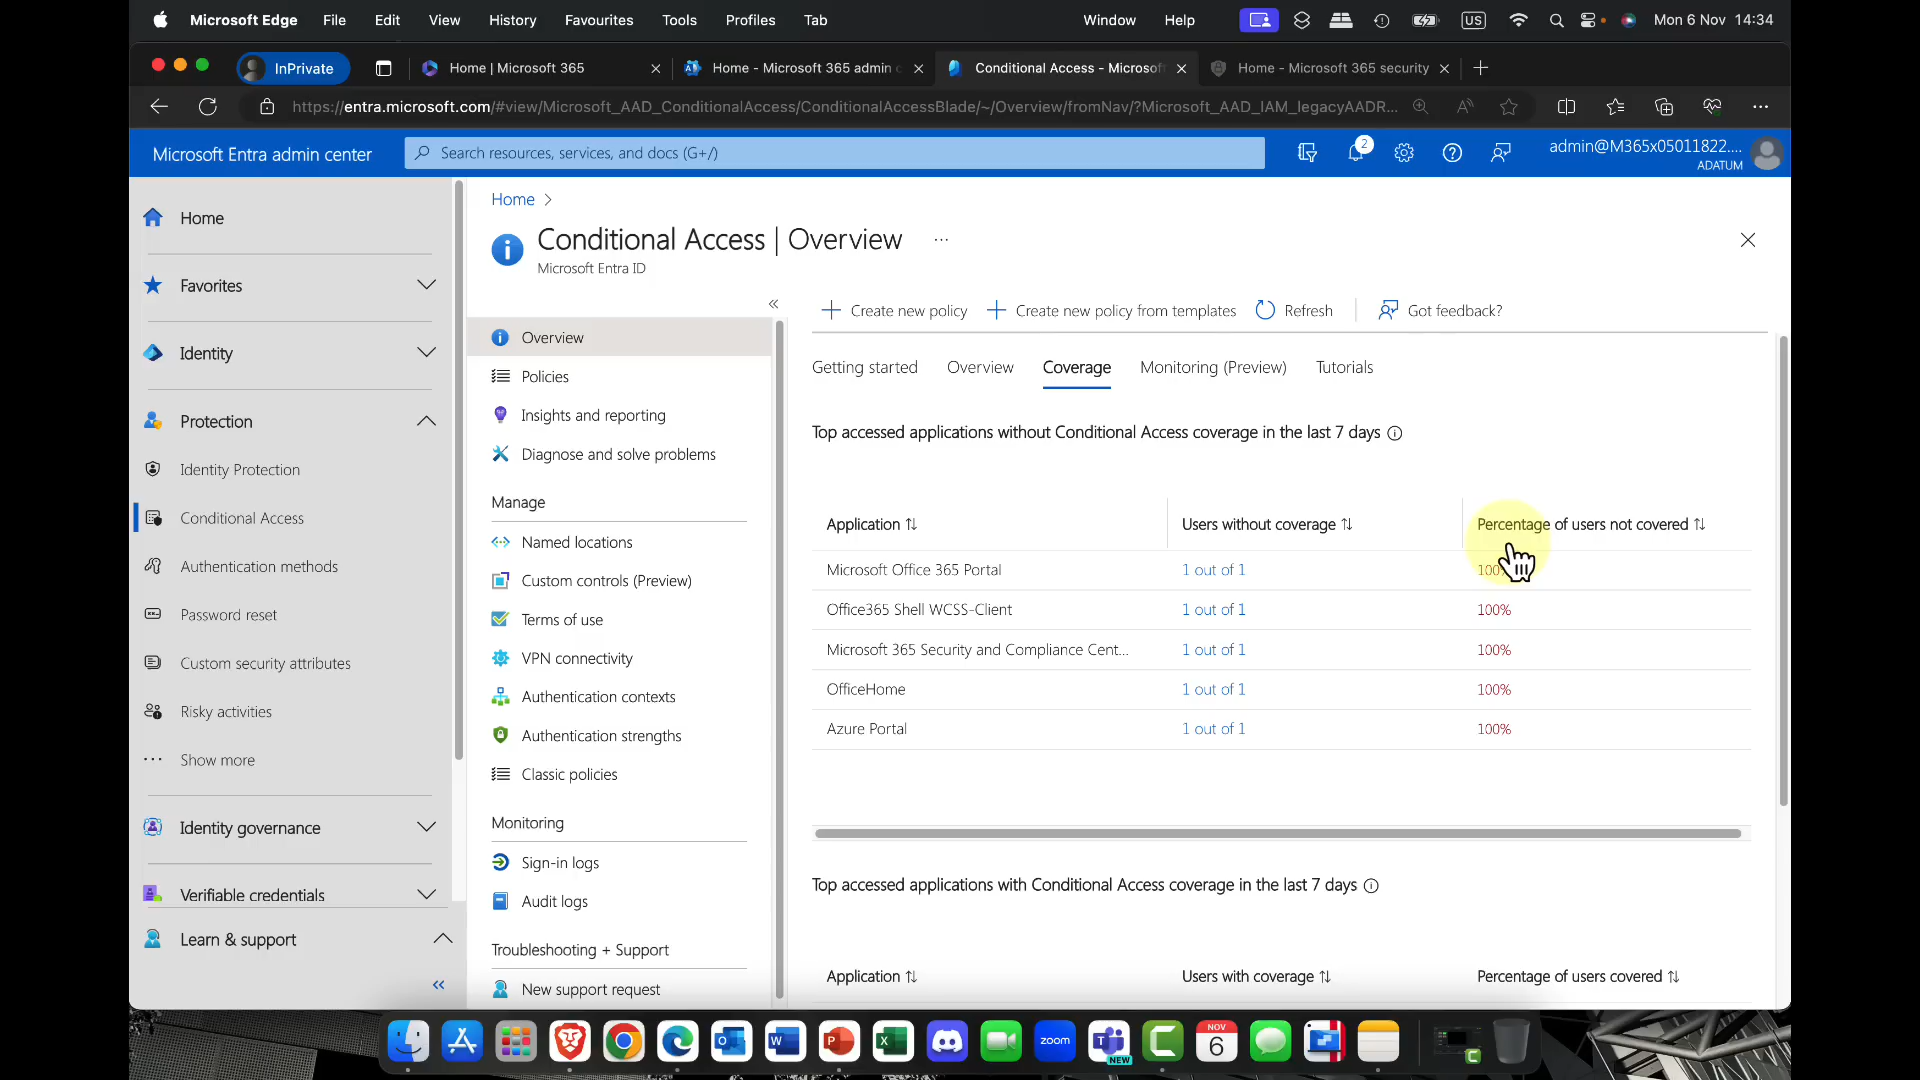 Microsoft Edge File Edit View History Favourites Tools Profiles Tab Window Help US Mon 6 Nov 14:34
InPrivate Home | Microsoft 365 Home - Microsoft 365 admin c Conditional Access - Microsoft Home - Microsoft 365 security
https://entra.microsoft.com/#view/Microsoft_AAD_ConditionalAccess/ConditionalAccessBlade/~/Overview/fromNav/?Microsoft_AAD_IAM_legacyAADR...
Microsoft Entra admin center
Search resources, services, and docs (G+/)
2
admin@M365x05011822....
ADATUM
Home
Favorites
Identity
Protection
Identity Protection
Conditional Access
Authentication methods
Password reset
Custom security attributes
Risky activities
Show more
Identity governance
Verifiable credentials
Learn & support
Home >
Conditional Access | Overview ...
Microsoft Entra ID
Overview
Policies
Insights and reporting
Diagnose and solve problems
Manage
Named locations
Custom controls (Preview)
Terms of use
VPN connectivity
Authentication contexts
Authentication strengths
Classic policies
Monitoring
Sign-in logs
Audit logs
Troubleshooting + Support
New support request
Create new policy Create new policy from templates Refresh Got feedback?
Getting started Overview Coverage Monitoring (Preview) Tutorials
Top accessed applications without Conditional Access coverage in the last 7 days
Application Users without coverage Percentage of users not covered
Microsoft Office 365 Portal 1 out of 1 100%
Office365 Shell WCSS-Client 1 out of 1 100%
Microsoft 365 Security and Compliance Cent... 1 out of 1 100%
OfficeHome 1 out of 1 100%
Azure Portal 1 out of 1 100%
Top accessed applications with Conditional Access coverage in the last 7 days
Application Users with coverage Percentage of users covered
zoom NEW NOV 6